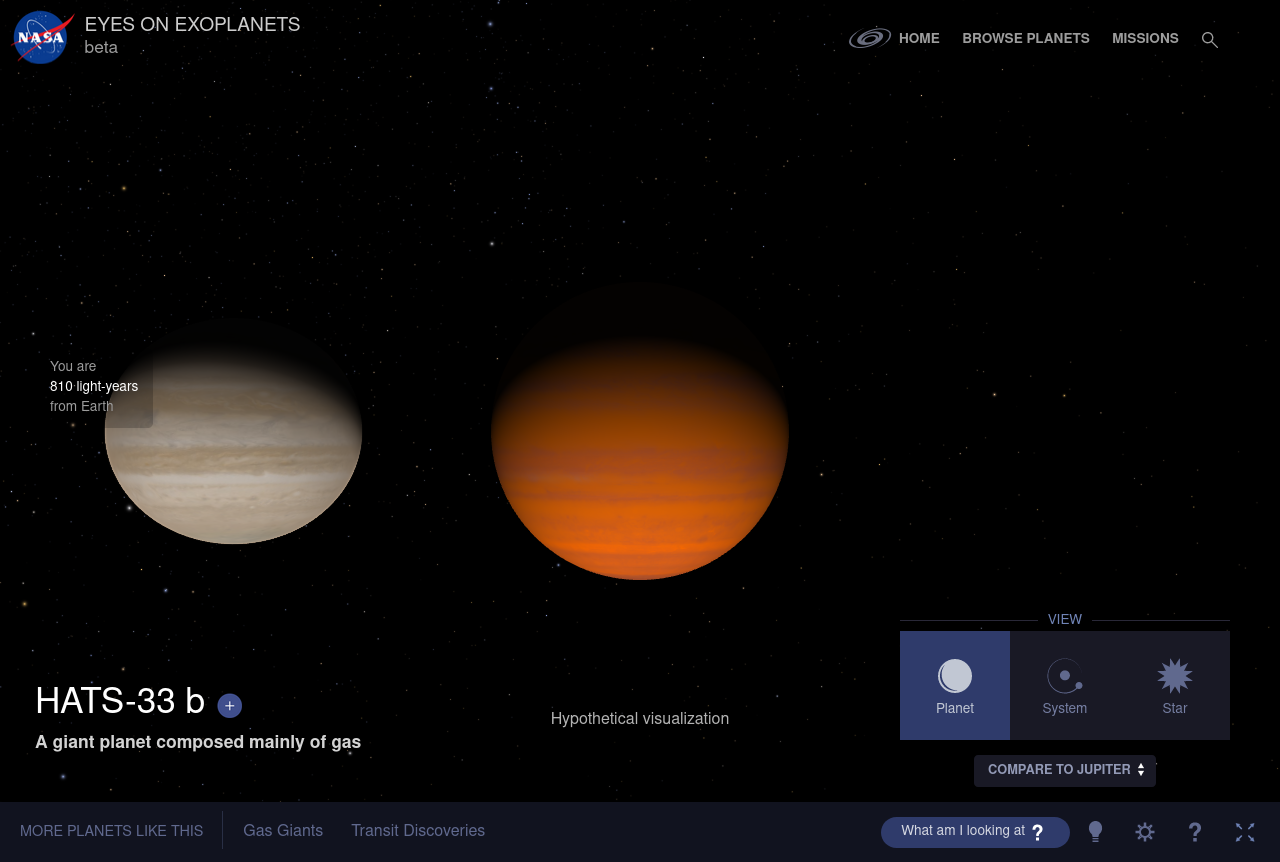 NASA
EYES ON EXOPLANETS
beta
HOME
BROWSE PLANETS
MISSIONS
You are
810 light-years
from Earth
VIEW
Planet
System
Star
HATS-33 b +
A giant planet composed mainly of gas
Hypothetical visualization
COMPARE TO JUPITER
MORE PLANETS LIKE THIS
Gas Giants
Transit Discoveries
What am I looking at ?
?